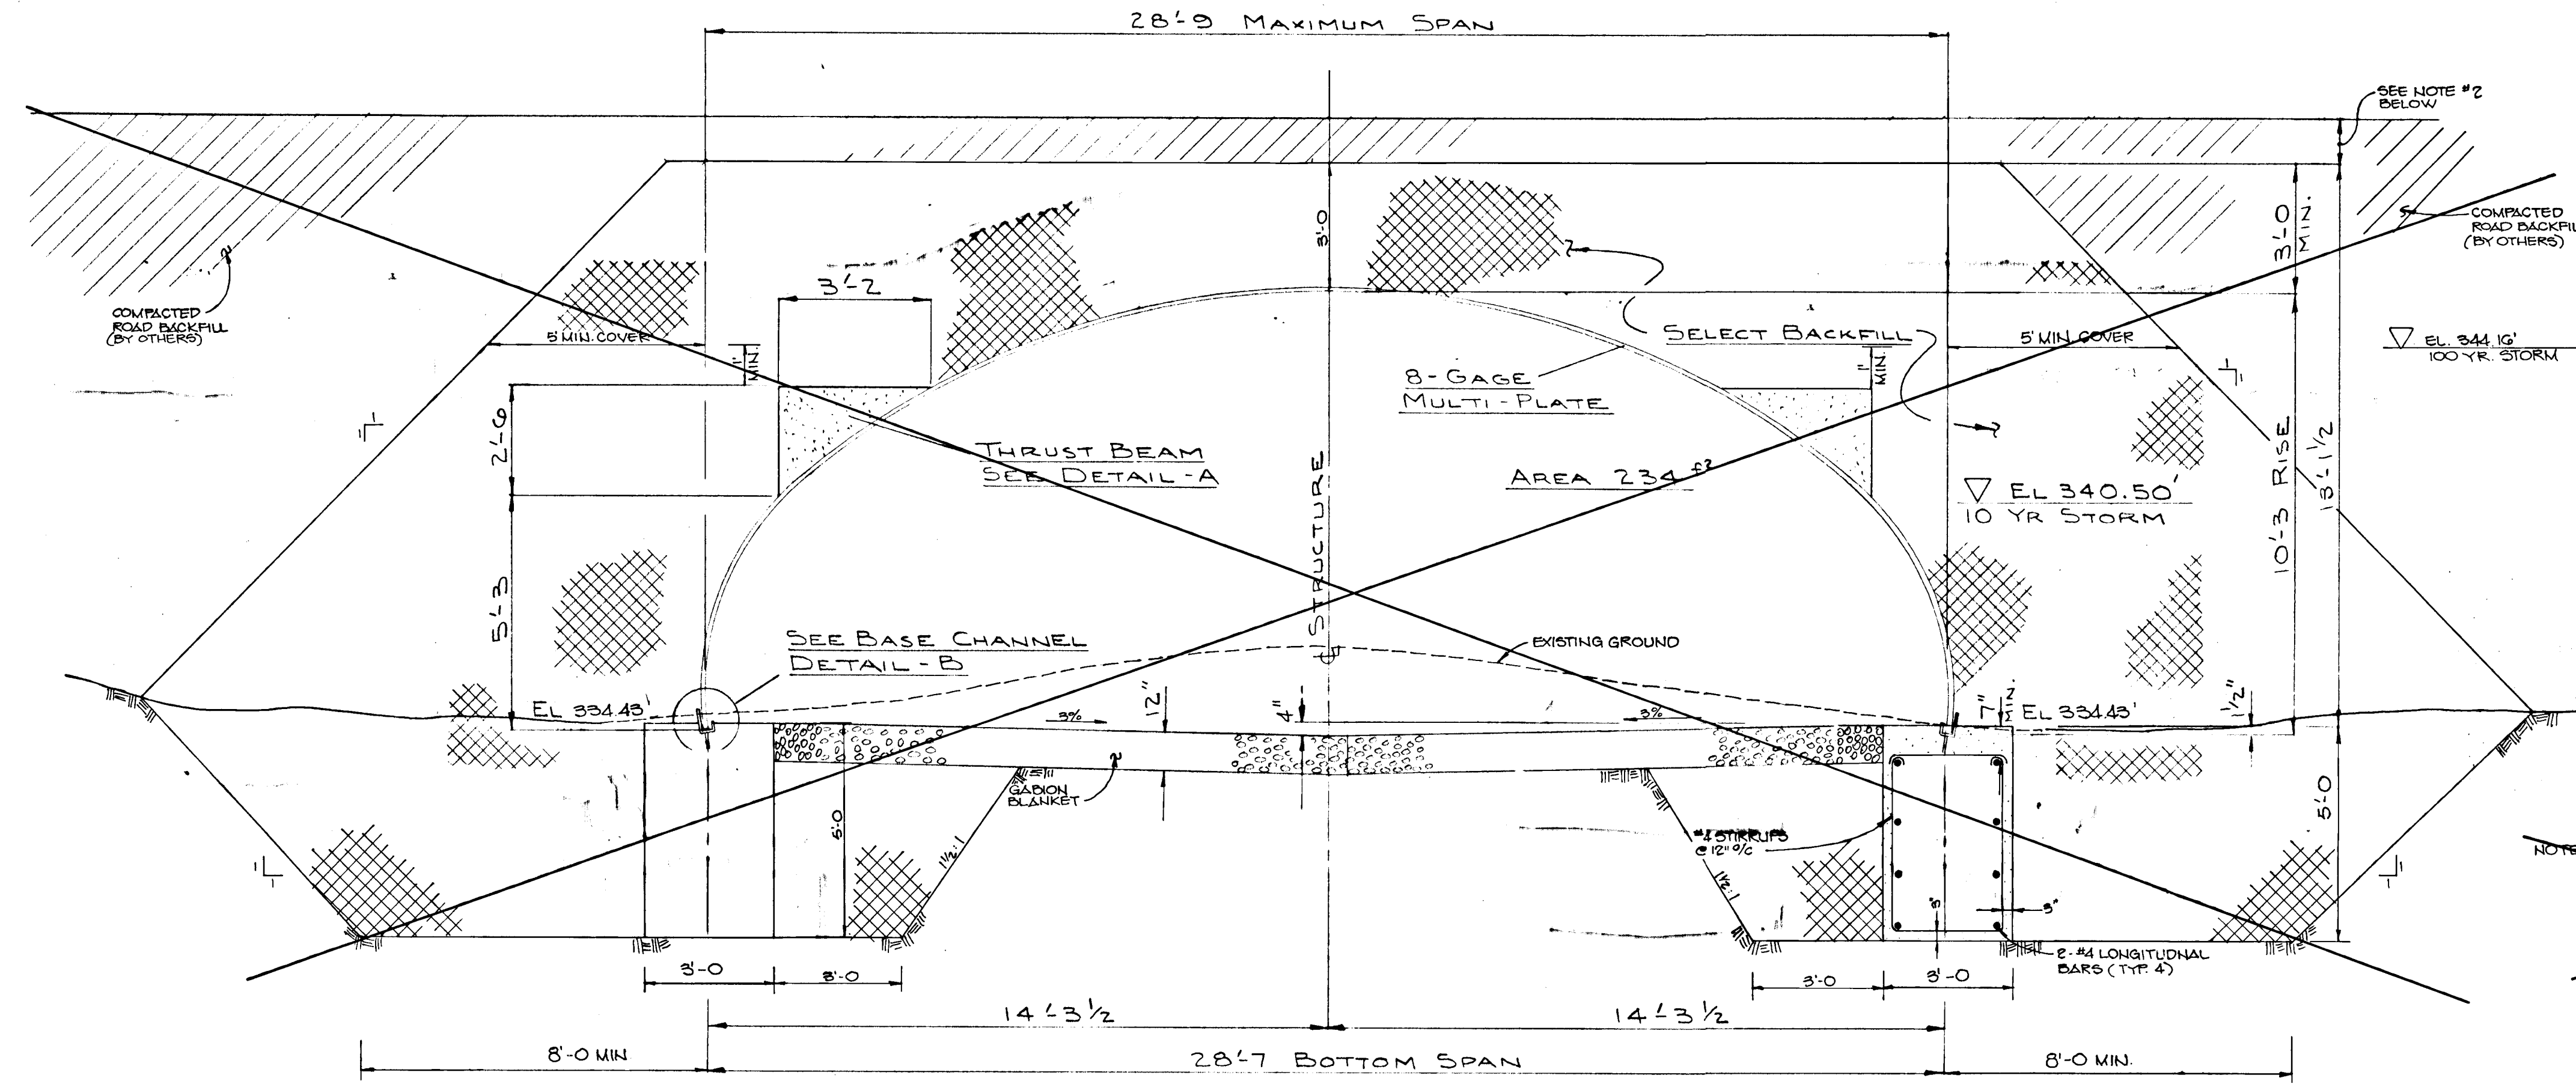 28'-9 MAXIMUM SPAN
SEE NOTE #2
BELOW
3'-0
3'-0
MIN.
COMPACTED
ROAD BACKFILL
(BY OTHERS)
COMPACTED
ROAD BACKFIL
(BY OTHERS)
3'-2
5' MIN. COVER
1"
MIN.
SELECT BACKFILL
5' MIN COVER
1"
MIN.
EL. 344.16'
100 YR. STORM
8-GAGE
MULTI-PLATE
2'-6
THRUST BEAM
SEE DETAIL-A
AREA 234 ft²
EL 340.50'
10 YR STORM
10'-3 RISE
13'-1 1/2
STRUCTURE
5'-3
SEE BASE CHANNEL
DETAIL-B
EXISTING GROUND
EL 334.43'
12"
4"
3%
3%
7"
MIN.
EL 334.43'
1 1/2"
GABION
BLANKET
5'-0
1 1/2:1
#4 STIRRUPS
@ 12" o/c
1 1/2:1
5'-0
NOTE
3"
3"
2-#4 LONGITUDNAL
BARS (TYP. 4)
3'-0
3'-0
3'-0
3'-0
14'-3 1/2
14'-3 1/2
8'-0 MIN
28'-7 BOTTOM SPAN
8'-0 MIN.